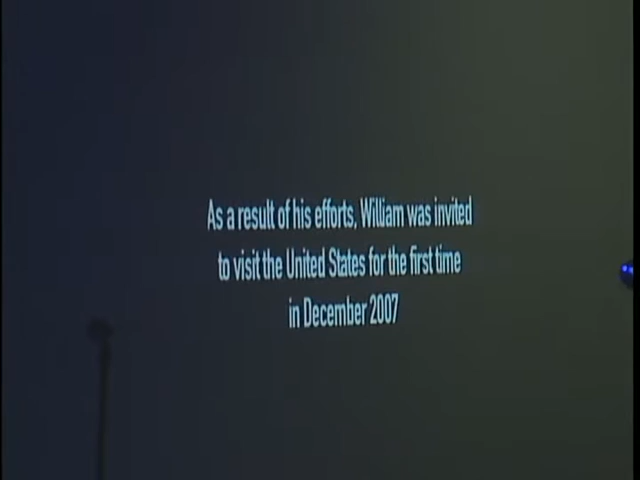 As a result of his efforts, William was invited
to visit the United States for the first time
in December 2007